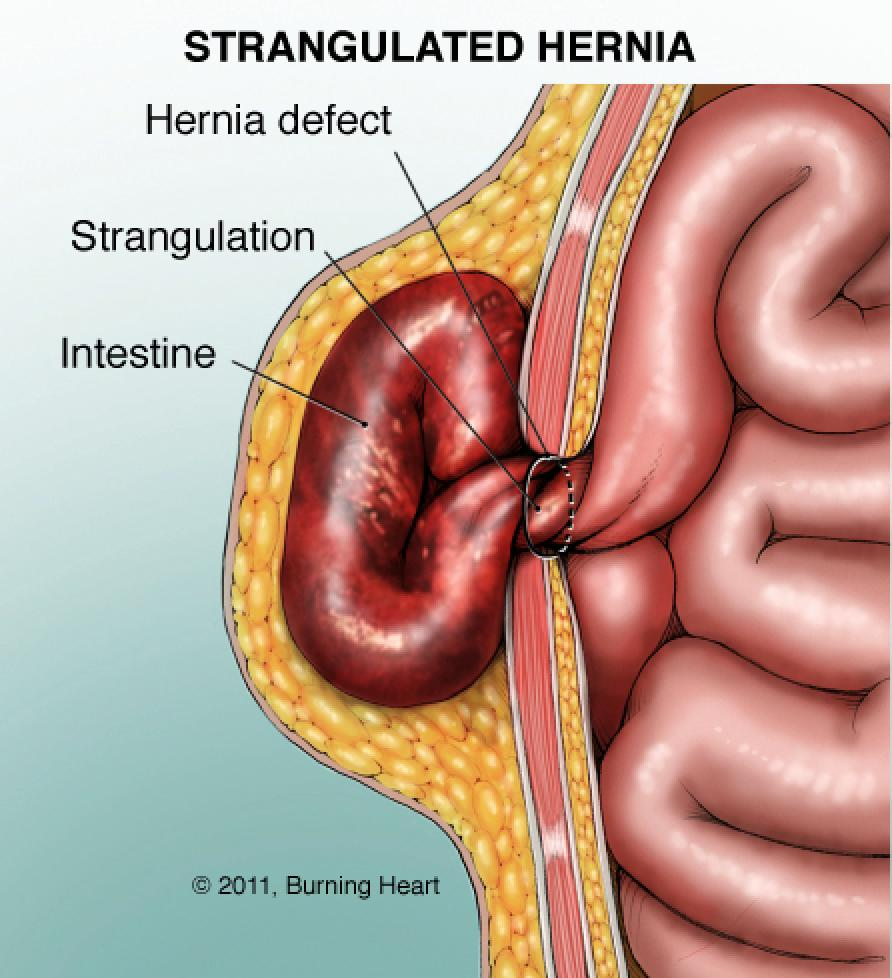 STRANGULATED HERNIA
Hernia defect
Strangulation
Intestine
© 2011, Burning Heart